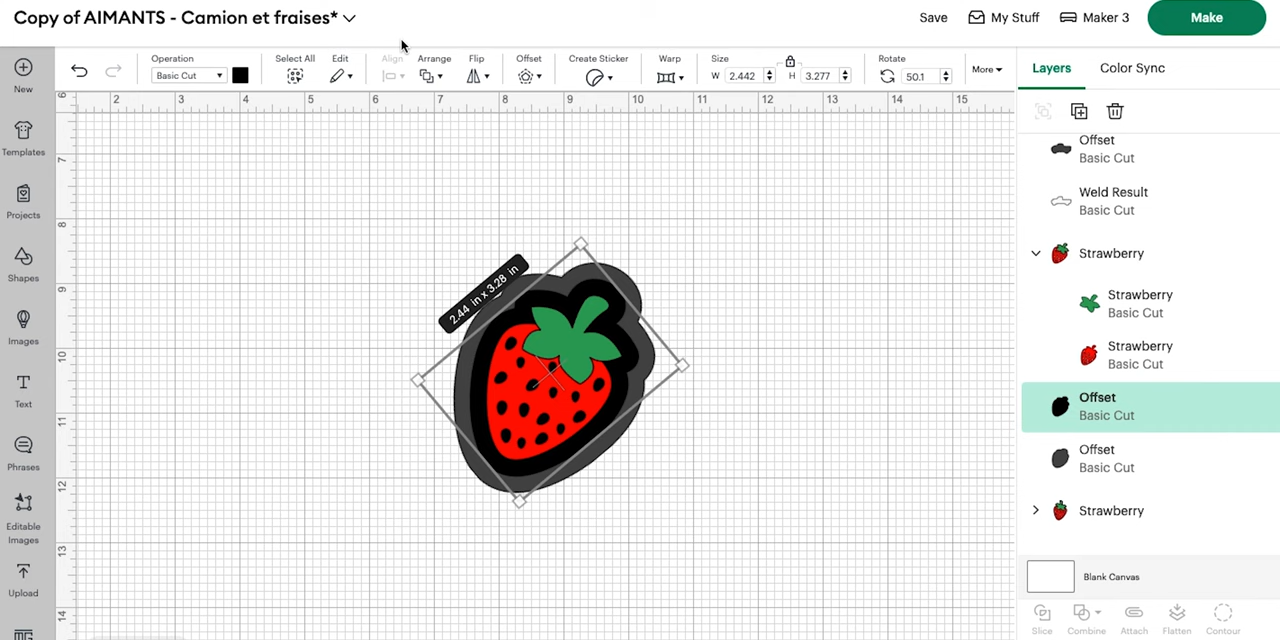 Copy of AIMANTS - Camion et fraises*
Save
My Stuff
Maker 3
Make
New
Templates
Projects
Shapes
Images
Text
Phrases
Editable
Images
Upload
Operation
Basic Cut
Select All
Edit
Align
Arrange
Flip
Offset
Create Sticker
Warp
Size
W 2.442
H 3.277
Rotate
50.1
More
2 3 4 5 6 7 8 9 10 11 12 13 14 15
6
7
8
9
10
11
12
13
14
2.44 in x 3.28 in
Layers
Color Sync
Offset
Basic Cut
Weld Result
Basic Cut
Strawberry
Strawberry
Basic Cut
Strawberry
Basic Cut
Offset
Basic Cut
Offset
Basic Cut
Strawberry
Blank Canvas
Slice
Combine
Attach
Flatten
Contour